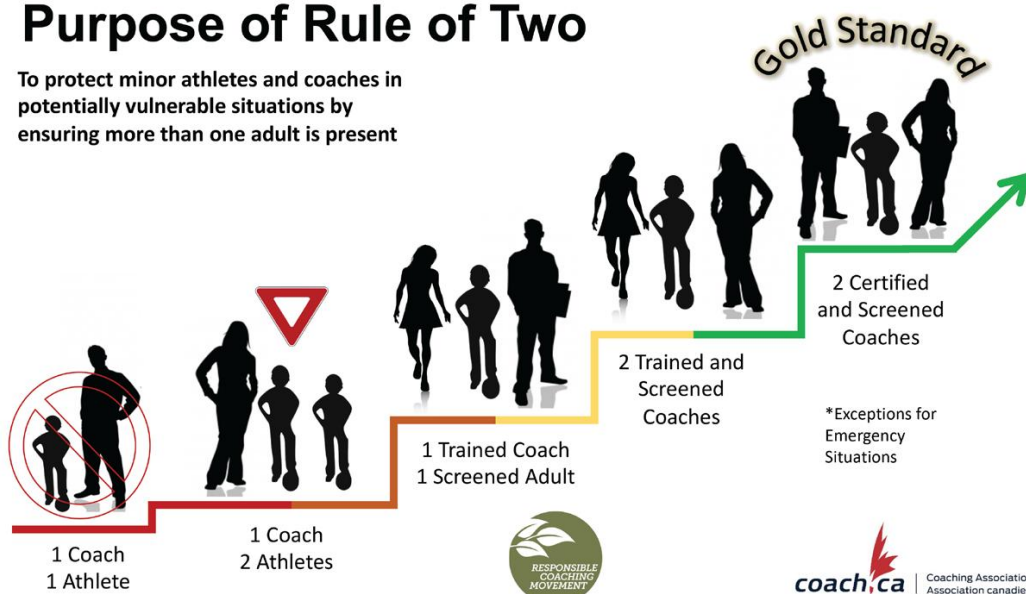 Purpose of Rule of Two
To protect minor athletes and coaches in
potentially vulnerable situations by
ensuring more than one adult is present
Gold Standard
2 Certified
and Screened
Coaches
2 Trained and
Screened
Coaches
*Exceptions for
Emergency
Situations
1 Trained Coach
1 Screened Adult
1 Coach
2 Athletes
1 Coach
1 Athlete
RESPONSIBLE
COACHING
MOVEMENT
coach.ca
Coaching Associatio
Association canadie